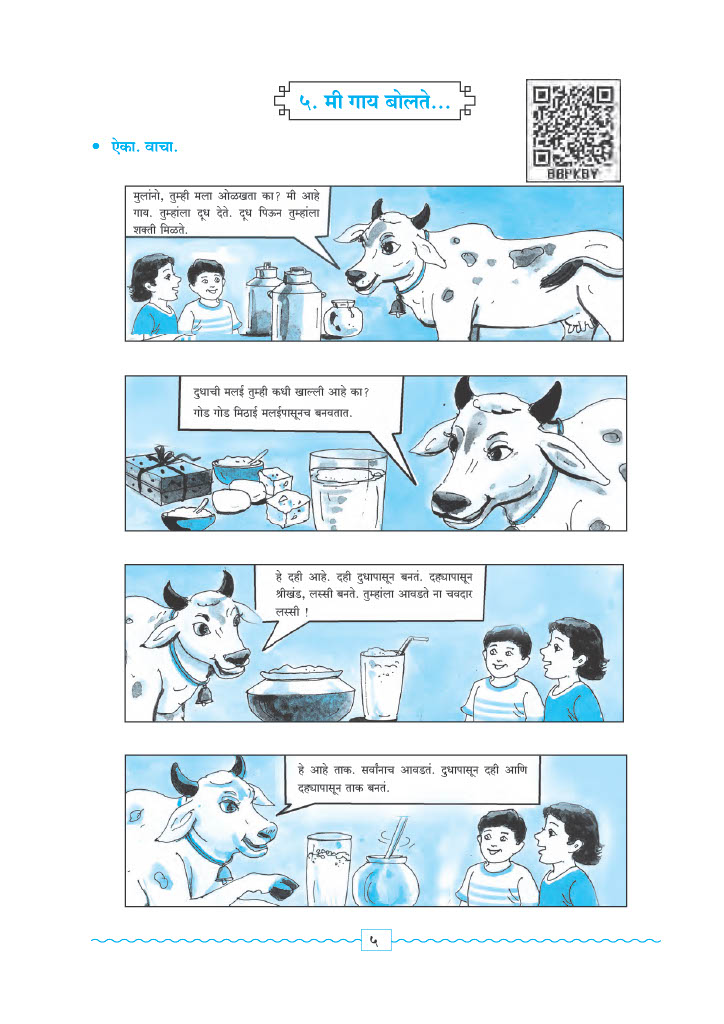 ५. मी गाय बोलते...
BBPKBY
• ऐका. वाचा.
मुलांनो, तुम्ही मला ओळखता का? मी आहे
गाय. तुम्हांला दूध देते. दूध पिऊन तुम्हांला
शक्ती मिळते.
दुधाची मलई तुम्ही कधी खाल्ली आहे का?
गोड गोड मिठाई मलईपासूनच बनवतात.
हे दही आहे. दही दुधापासून बनतं. दह्यापासून
श्रीखंड, लस्सी बनते. तुम्हांला आवडते ना चवदार
लस्सी !
हे आहे ताक. सर्वांनाच आवडतं. दुधापासून दही आणि
दह्यापासून ताक बनतं.
५